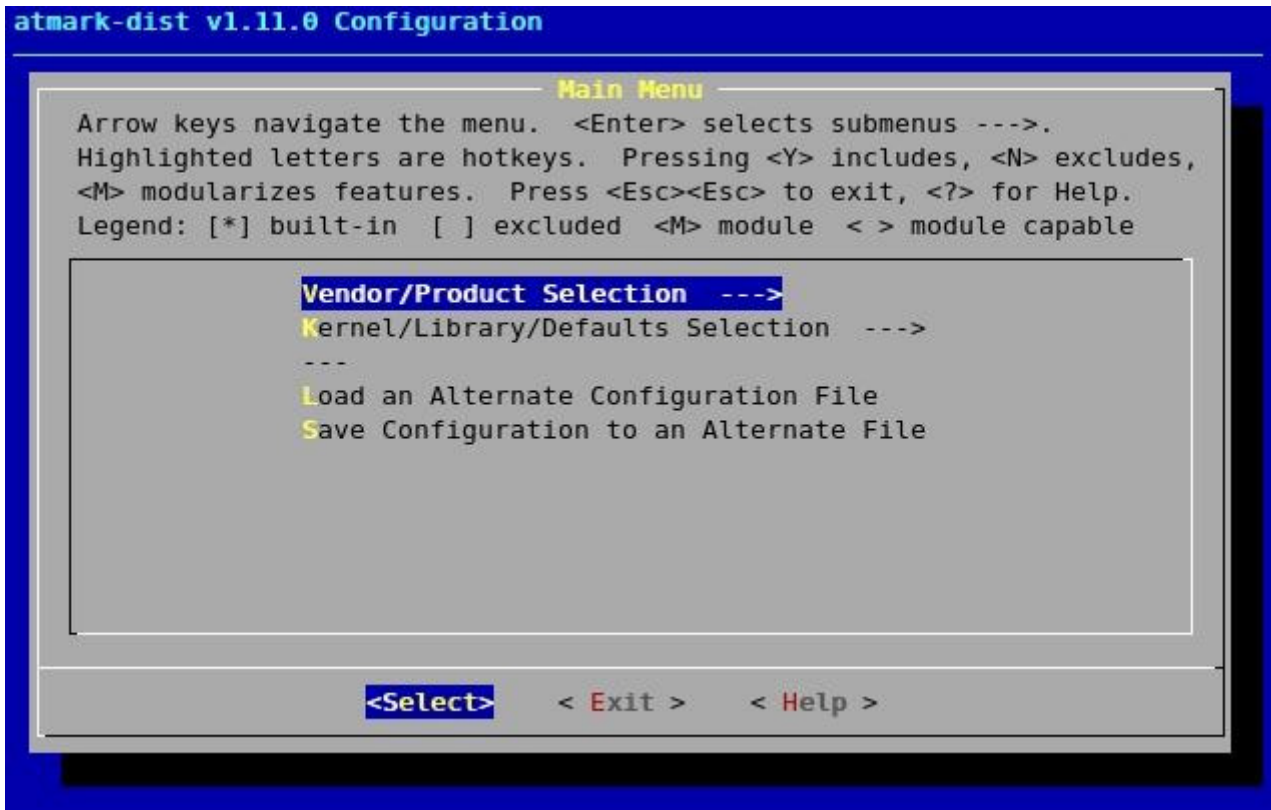 atmark-dist v1.11.0 Configuration
Main Menu
Arrow keys navigate the menu.  <Enter> selects submenus --->.
Highlighted letters are hotkeys.  Pressing <Y> includes, <N> excludes,
<M> modularizes features.  Press <Esc><Esc> to exit, <?> for Help.
Legend: [*] built-in  [ ] excluded  <M> module  < > module capable
Vendor/Product Selection  --->
Kernel/Library/Defaults Selection  --->
---
Load an Alternate Configuration File
Save Configuration to an Alternate File
<Select>    < Exit >    < Help >